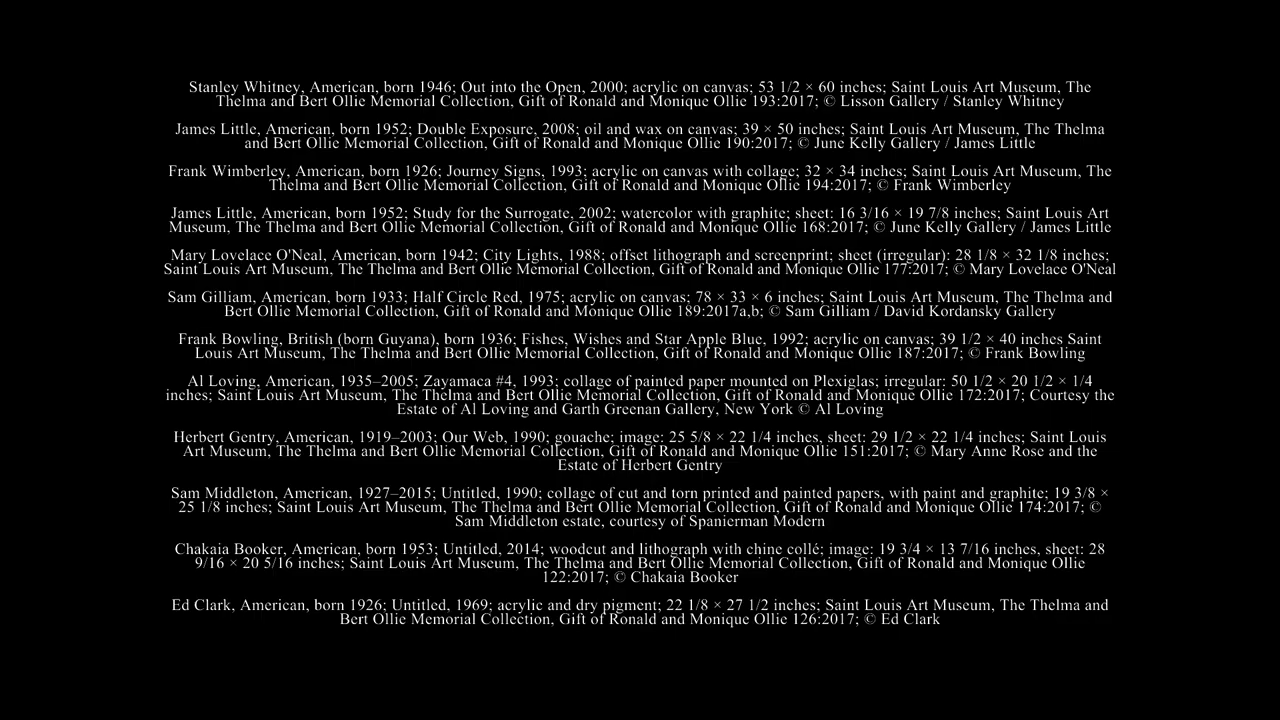 Stanley Whitney, American, born 1946; Out into the Open, 2000; acrylic on canvas; 53 1/2 × 60 inches; Saint Louis Art Museum, The
Thelma and Bert Ollie Memorial Collection, Gift of Ronald and Monique Ollie 193:2017; © Lisson Gallery / Stanley Whitney
James Little, American, born 1952; Double Exposure, 2008; oil and wax on canvas; 39 × 50 inches; Saint Louis Art Museum, The Thelma
and Bert Ollie Memorial Collection, Gift of Ronald and Monique Ollie 190:2017; © June Kelly Gallery / James Little
Frank Wimberley, American, born 1926; Journey Signs, 1993; acrylic on canvas with collage; 32 × 34 inches; Saint Louis Art Museum, The
Thelma and Bert Ollie Memorial Collection, Gift of Ronald and Monique Ollie 194:2017; © Frank Wimberley
James Little, American, born 1952; Study for the Surrogate, 2002; watercolor with graphite; sheet: 16 3/16 × 19 7/8 inches; Saint Louis Art
Museum, The Thelma and Bert Ollie Memorial Collection, Gift of Ronald and Monique Ollie 168:2017; © June Kelly Gallery / James Little
Mary Lovelace O'Neal, American, born 1942; City Lights, 1988; offset lithograph and screenprint; sheet (irregular): 28 1/8 × 32 1/8 inches;
Saint Louis Art Museum, The Thelma and Bert Ollie Memorial Collection, Gift of Ronald and Monique Ollie 177:2017; © Mary Lovelace O'Neal
Sam Gilliam, American, born 1933; Half Circle Red, 1975; acrylic on canvas; 78 × 33 × 6 inches; Saint Louis Art Museum, The Thelma and
Bert Ollie Memorial Collection, Gift of Ronald and Monique Ollie 189:2017a,b; © Sam Gilliam / David Kordansky Gallery
Frank Bowling, British (born Guyana), born 1936; Fishes, Wishes and Star Apple Blue, 1992; acrylic on canvas; 39 1/2 × 40 inches Saint
Louis Art Museum, The Thelma and Bert Ollie Memorial Collection, Gift of Ronald and Monique Ollie 187:2017; © Frank Bowling
Al Loving, American, 1935–2005; Zayamaca #4, 1993; collage of painted paper mounted on Plexiglas; irregular: 50 1/2 × 20 1/2 × 1/4
inches; Saint Louis Art Museum, The Thelma and Bert Ollie Memorial Collection, Gift of Ronald and Monique Ollie 172:2017; Courtesy the
Estate of Al Loving and Garth Greenan Gallery, New York © Al Loving
Herbert Gentry, American, 1919–2003; Our Web, 1990; gouache; image: 25 5/8 × 22 1/4 inches, sheet: 29 1/2 × 22 1/4 inches; Saint Louis
Art Museum, The Thelma and Bert Ollie Memorial Collection, Gift of Ronald and Monique Ollie 151:2017; © Mary Anne Rose and the
Estate of Herbert Gentry
Sam Middleton, American, 1927–2015; Untitled, 1990; collage of cut and torn printed and painted papers, with paint and graphite; 19 3/8 ×
25 1/8 inches; Saint Louis Art Museum, The Thelma and Bert Ollie Memorial Collection, Gift of Ronald and Monique Ollie 174:2017; ©
Sam Middleton estate, courtesy of Spanierman Modern
Chakaia Booker, American, born 1953; Untitled, 2014; woodcut and lithograph with chine collé; image: 19 3/4 × 13 7/16 inches, sheet: 28
9/16 × 20 5/16 inches; Saint Louis Art Museum, The Thelma and Bert Ollie Memorial Collection, Gift of Ronald and Monique Ollie
122:2017; © Chakaia Booker
Ed Clark, American, born 1926; Untitled, 1969; acrylic and dry pigment; 22 1/8 × 27 1/2 inches; Saint Louis Art Museum, The Thelma and
Bert Ollie Memorial Collection, Gift of Ronald and Monique Ollie 126:2017; © Ed Clark